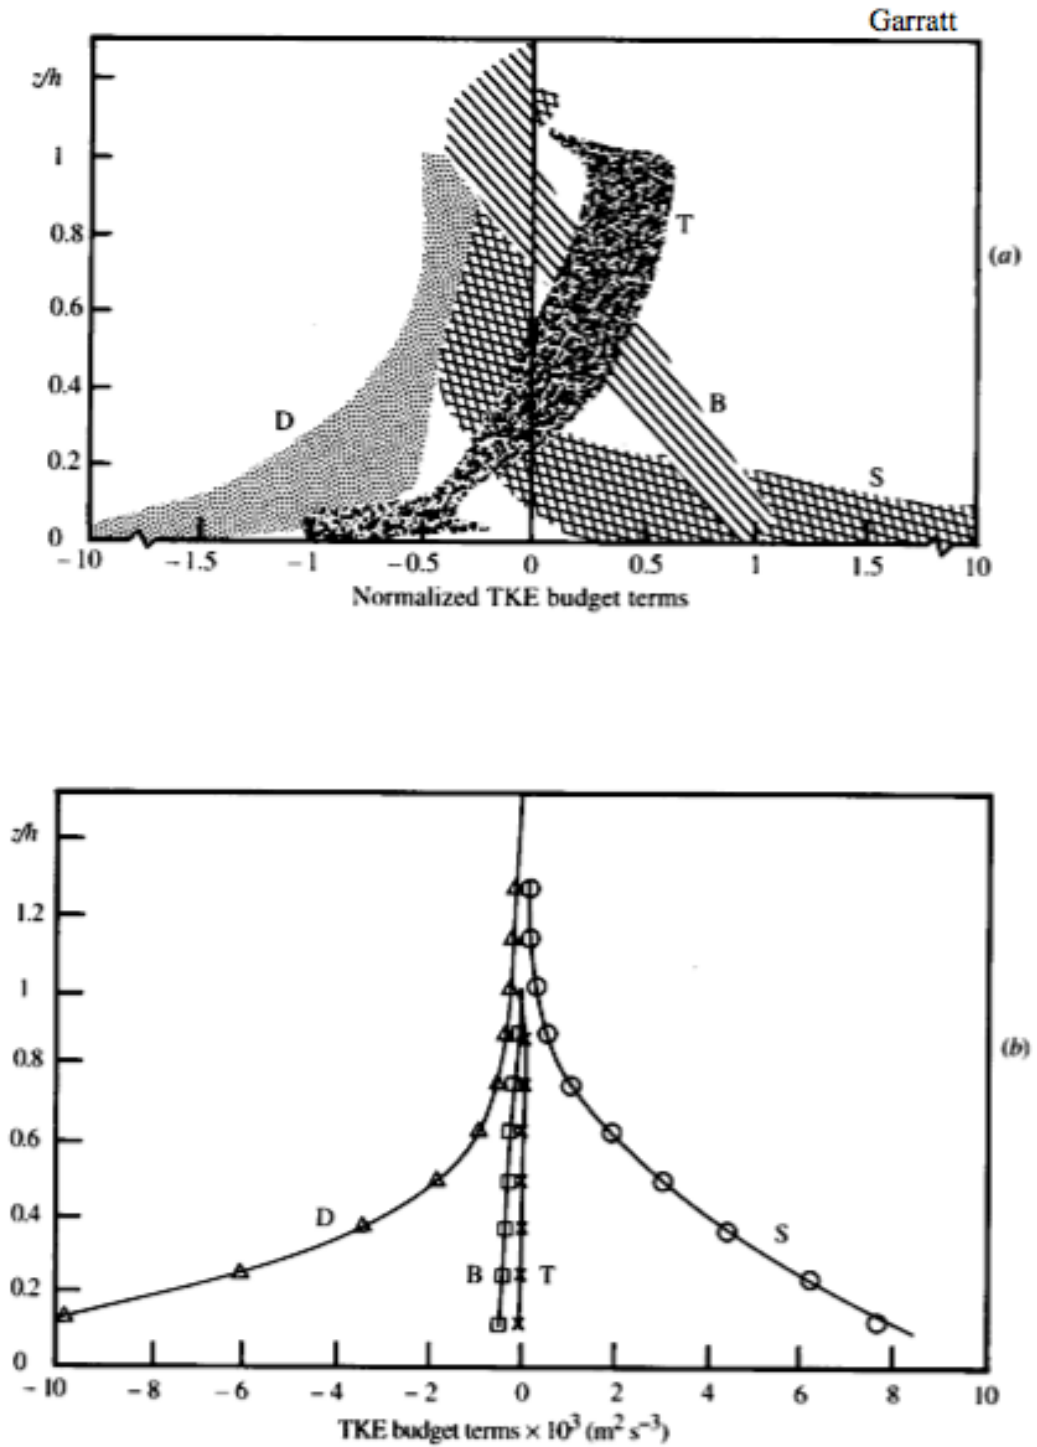 Garratt
z/h
1
0.8
0.6
0.4
0.2
0
T
(a)
B
D
S
-10 -1.5 -1 -0.5 0 0.5 1 1.5 10
Normalized TKE budget terms
z/h
1.2
1
0.8
0.6
0.4
0.2
0
(b)
D
S
B
T
-10 -8 -6 -4 -2 0 2 4 6 8 10
TKE budget terms × 10³ (m² s⁻³)